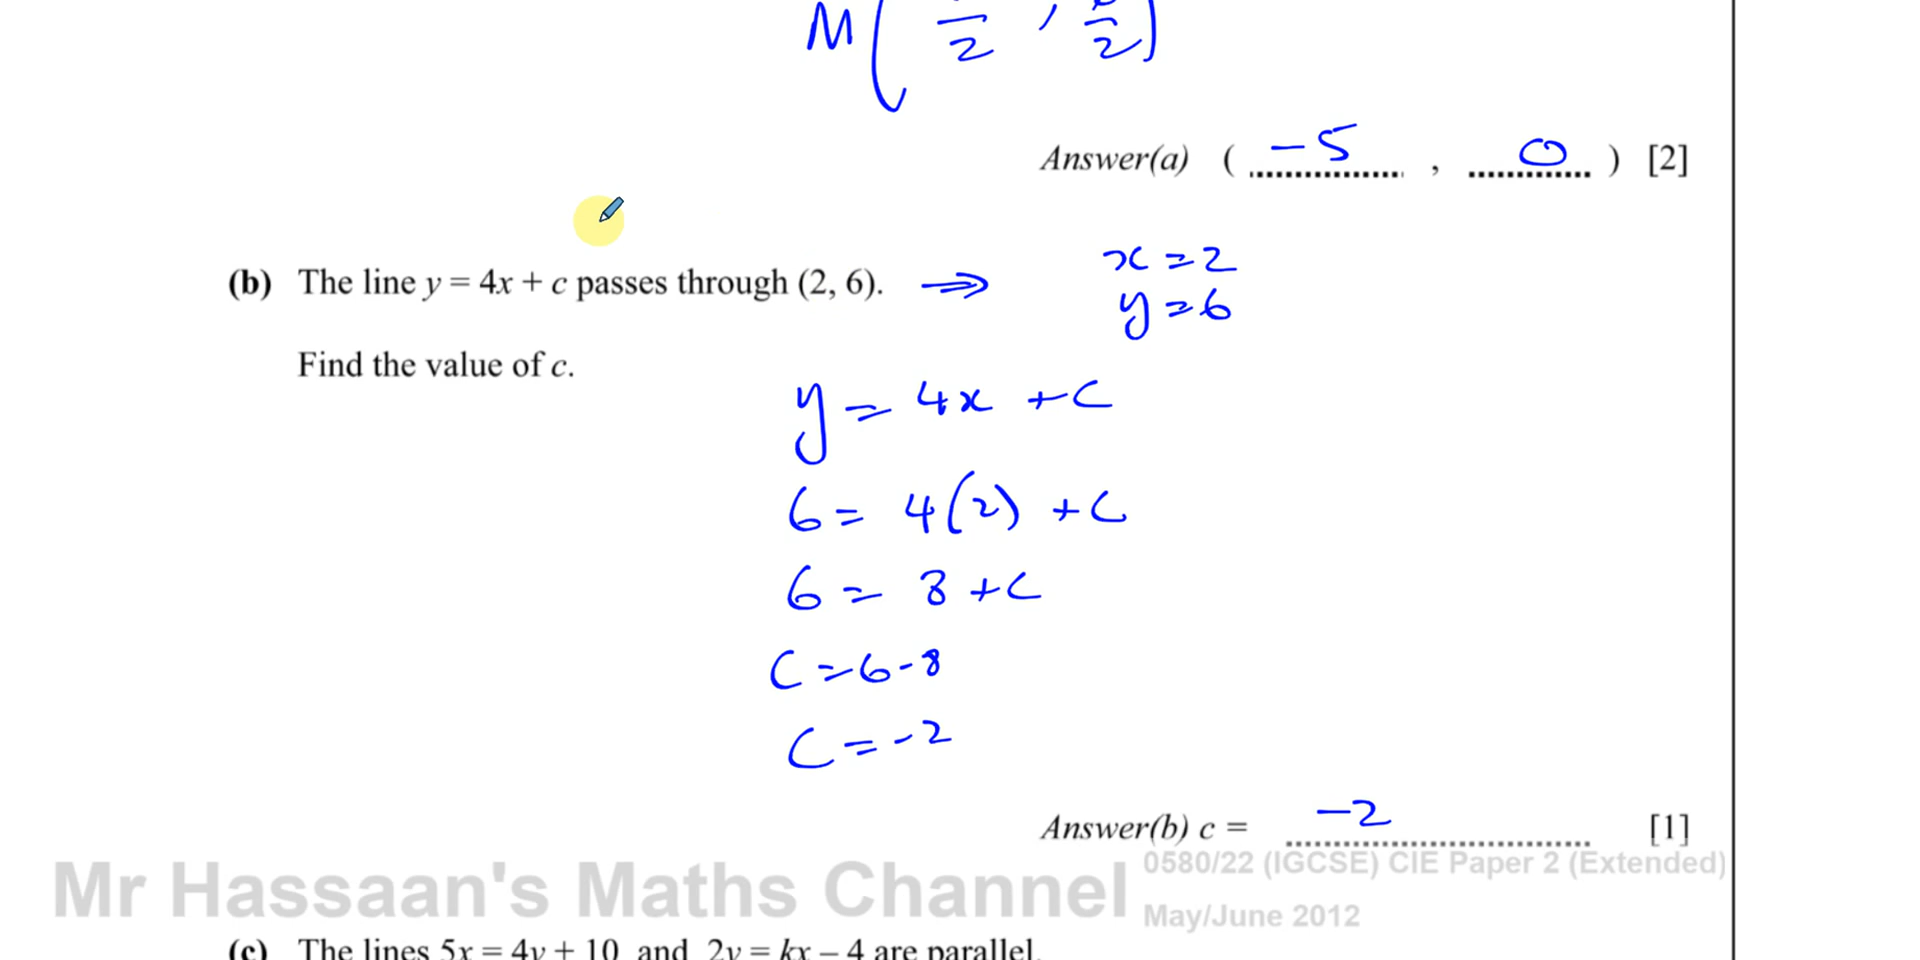 M( /2 , /2 )
Answer(a) ( -5 , 0 ) [2]
(b) The line y = 4x + c passes through (2, 6). ⇒ x = 2
y = 6
Find the value of c.
y = 4x + c
6 = 4(2) + c
6 = 8 + c
c = 6 - 8
c = -2
Answer(b) c = -2 [1]
Mr Hassaan's Maths Channel
0580/22 (IGCSE) CIE Paper 2 (Extended)
May/June 2012
(c) The lines 5x = 4y + 10 and 2y = kx – 4 are parallel.